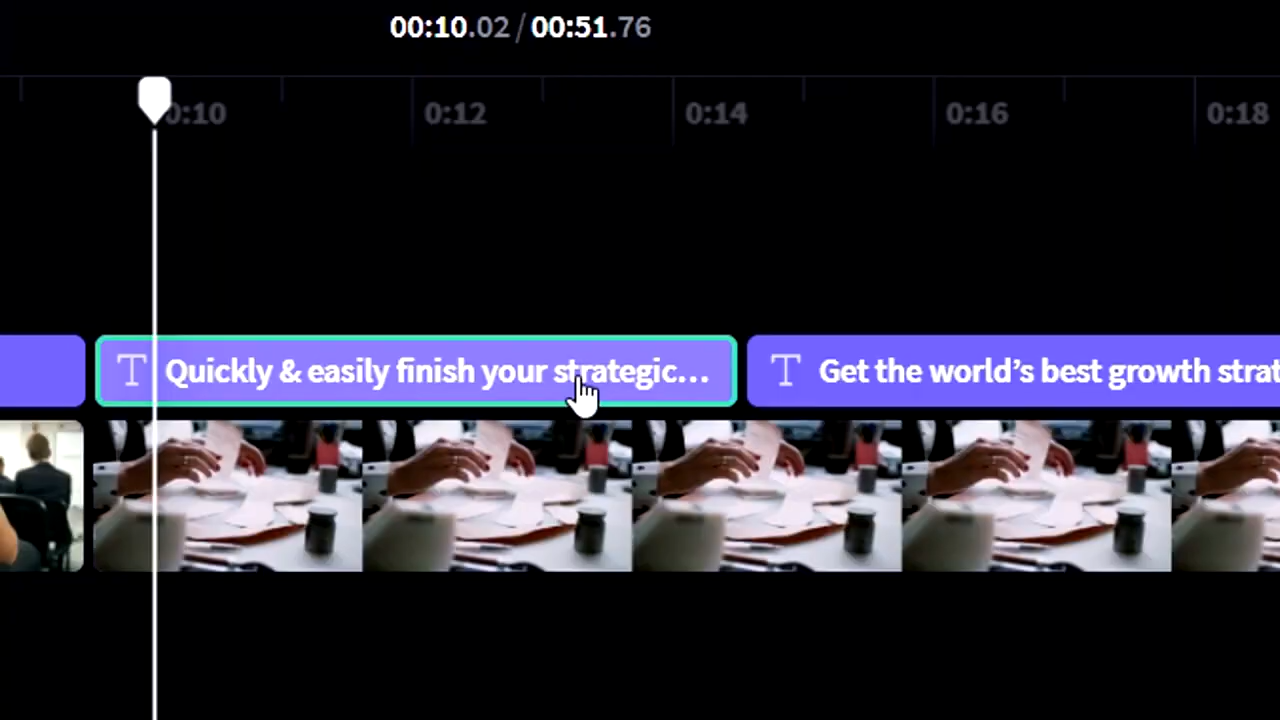 00:10.02 / 00:51.76
0:10 0:12 0:14 0:16 0:18
T Quickly & easily finish your strategic... T Get the world’s best growth strat